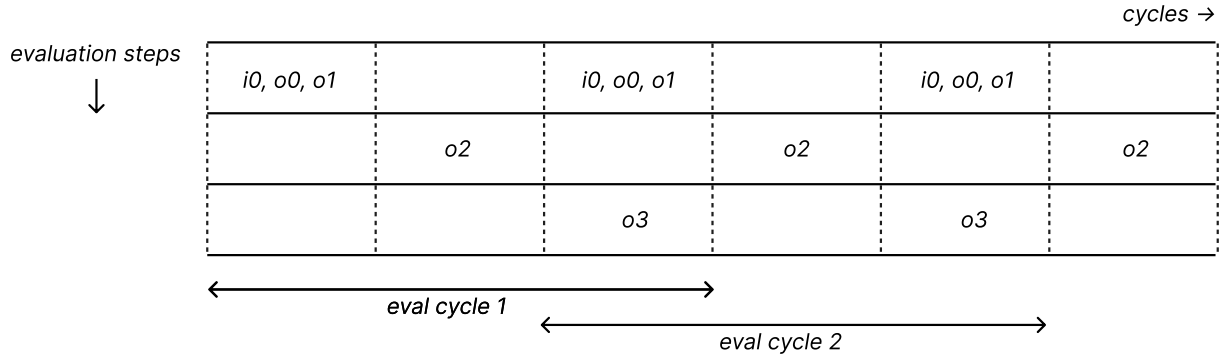 cycles →
evaluation steps
i0, o0, o1 i0, o0, o1 i0, o0, o1
o2 o2 o2
o3 o3
eval cycle 1
eval cycle 2